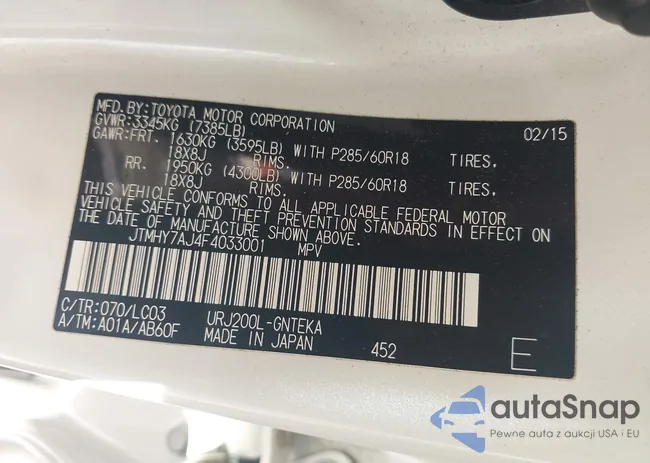 MFD.BY:TOYOTA MOTOR CORPORATION 02/15
GVWR:3345KG (7385LB)
GAWR:FRT. 1630KG (3595LB) WITH P285/60R18 TIRES.
18X8J RIMS.
RR. 1950KG (4300LB) WITH P285/60R18 TIRES.
18X8J RIMS.
THIS VEHICLE CONFORMS TO ALL APPLICABLE FEDERAL MOTOR
VEHICLE SAFETY AND THEFT PREVENTION STANDARDS IN EFFECT ON
THE DATE OF MANUFACTURE SHOWN ABOVE.
JTMHY7AJ4F4033001 MPV
C/TR:070/LC03 URJ200L-GNTEKA
A/TM:A01A/AB60F MADE IN JAPAN 452 E
autaSnap
Pewne auta z aukcji USA i EU